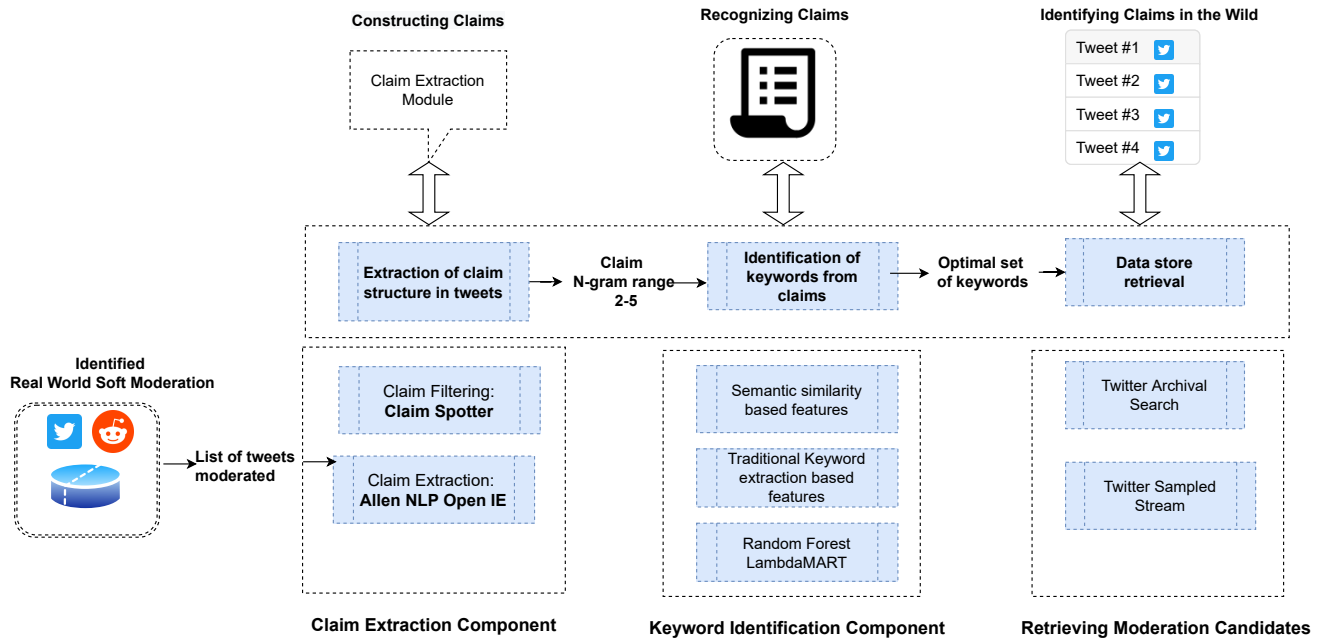 Constructing Claims
Recognizing Claims
Identifying Claims in the Wild
Claim Extraction
Module
Tweet #1
Tweet #2
Tweet #3
Tweet #4
Extraction of claim
structure in tweets
Claim
N-gram range
2-5
Identification of
keywords from
claims
Optimal set
of keywords
Data store
retrieval
Identified
Real World Soft Moderation
List of tweets
moderated
Claim Filtering:
Claim Spotter
Claim Extraction:
Allen NLP Open IE
Semantic similarity
based features
Traditional Keyword
extraction based
features
Random Forest
LambdaMART
Twitter Archival
Search
Twitter Sampled
Stream
Claim Extraction Component
Keyword Identification Component
Retrieving Moderation Candidates